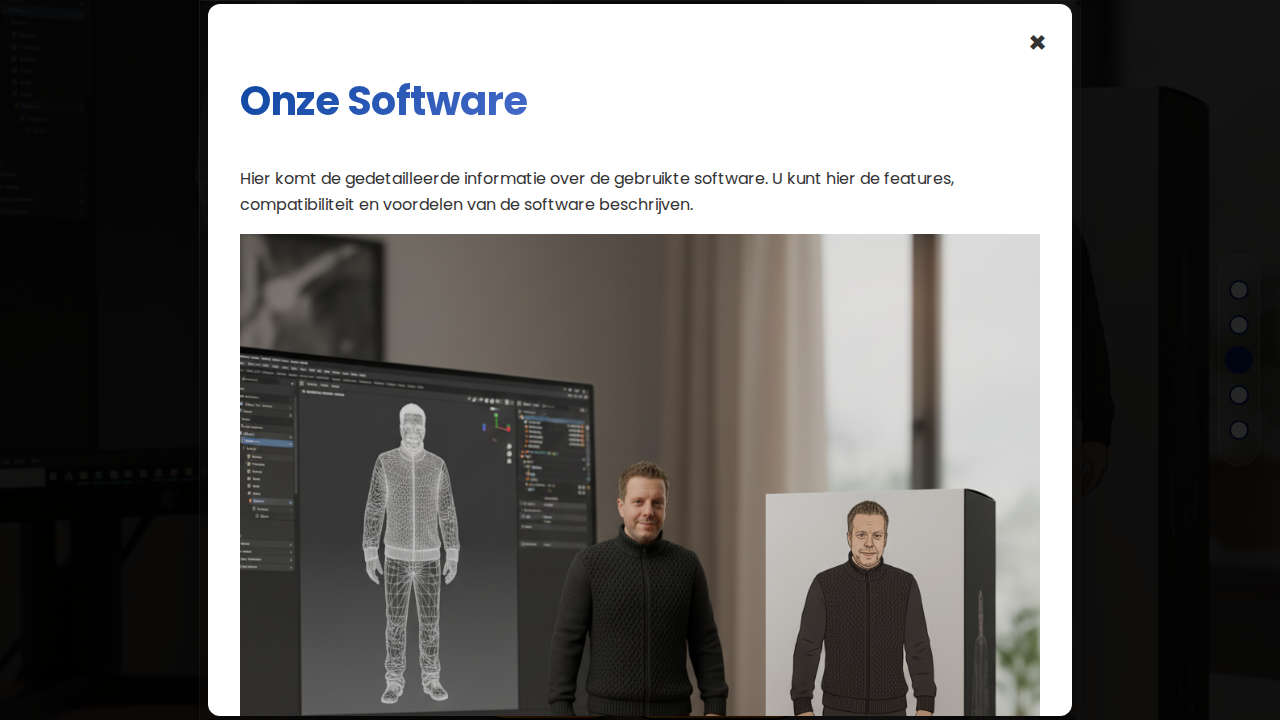 ✖
Onze Software
Hier komt de gedetailleerde informatie over de gebruikte software. U kunt hier de features,
compatibiliteit en voordelen van de software beschrijven.